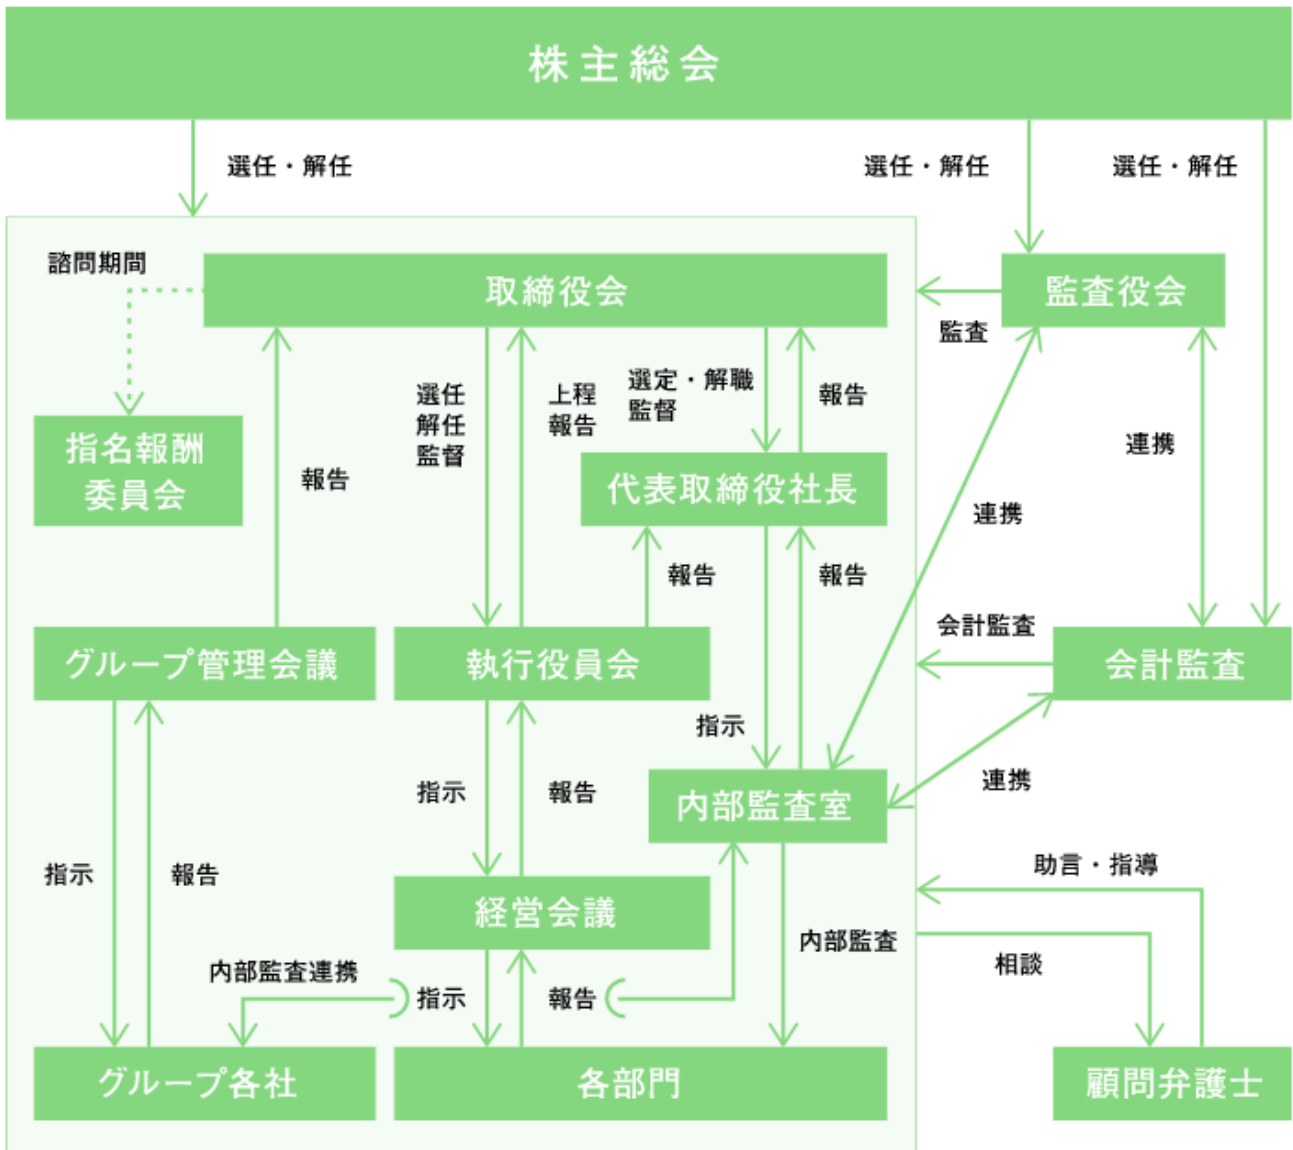 株主総会
選任・解任
選任・解任
選任・解任
諮問期間
取締役会
監査役会
監査
選任
解任
監督
上程
報告
選定・解職
監督
報告
指名報酬
委員会
報告
連携
代表取締役社長
連携
報告
報告
会計監査
グループ管理会議
執行役員会
会計監査
指示
指示
報告
内部監査室
連携
指示
報告
助言・指導
経営会議
内部監査
相談
内部監査連携
指示
報告
グループ各社
各部門
顧問弁護士